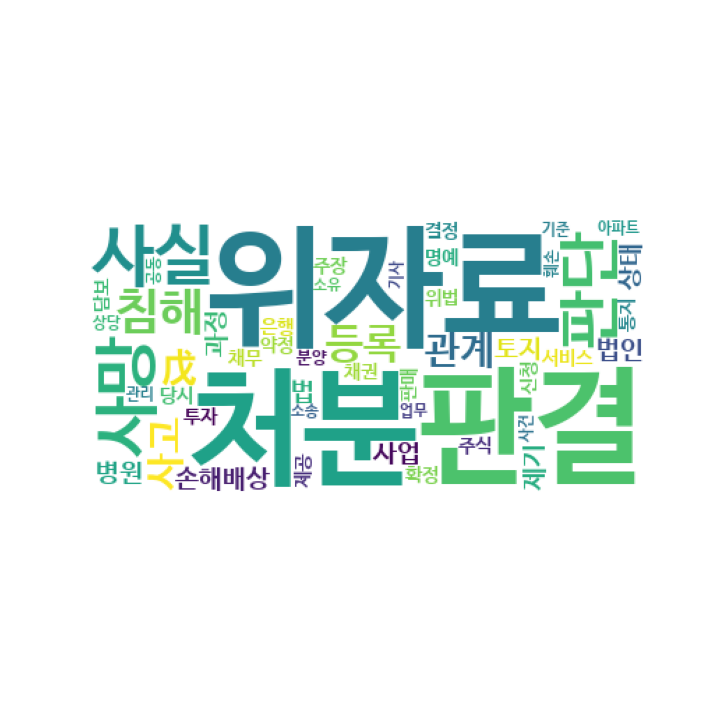 위자료
처분
판결
사실
사망
판단
침해
등록
사고
갑
관계
손해배상
병원
과정
법
법인
토지
사업
제기
상태
명예
결정
위법
기준
아파트
훼손
통지
서비스
신청
판매
채권
채무
은행
약정
분양
주장
소유
기사
공동
담보
상당
관리
당시
투자
소송
제공
업무
확정
주식
사건